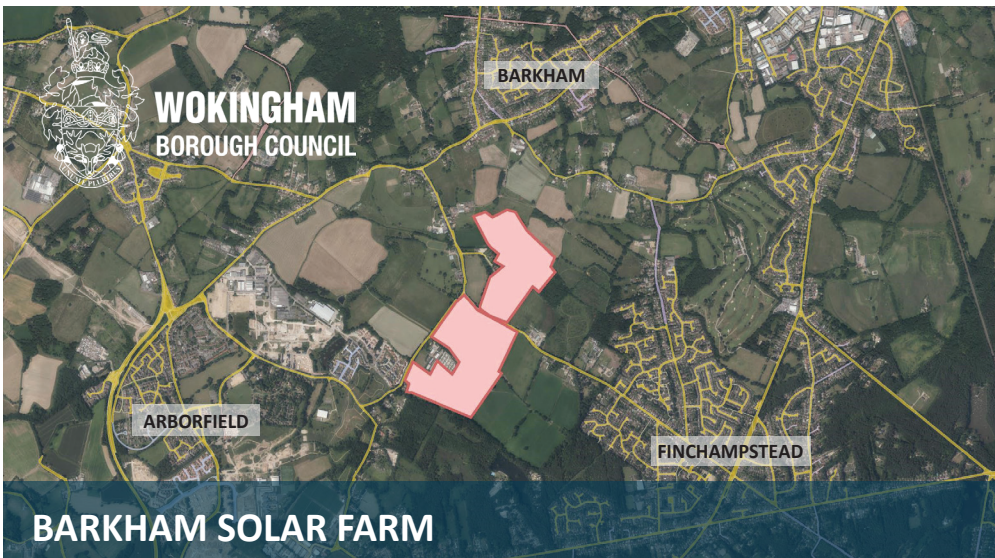 WOKINGHAM
BOROUGH COUNCIL
BARKHAM
ARBORFIELD
FINCHAMPSTEAD
BARKHAM SOLAR FARM